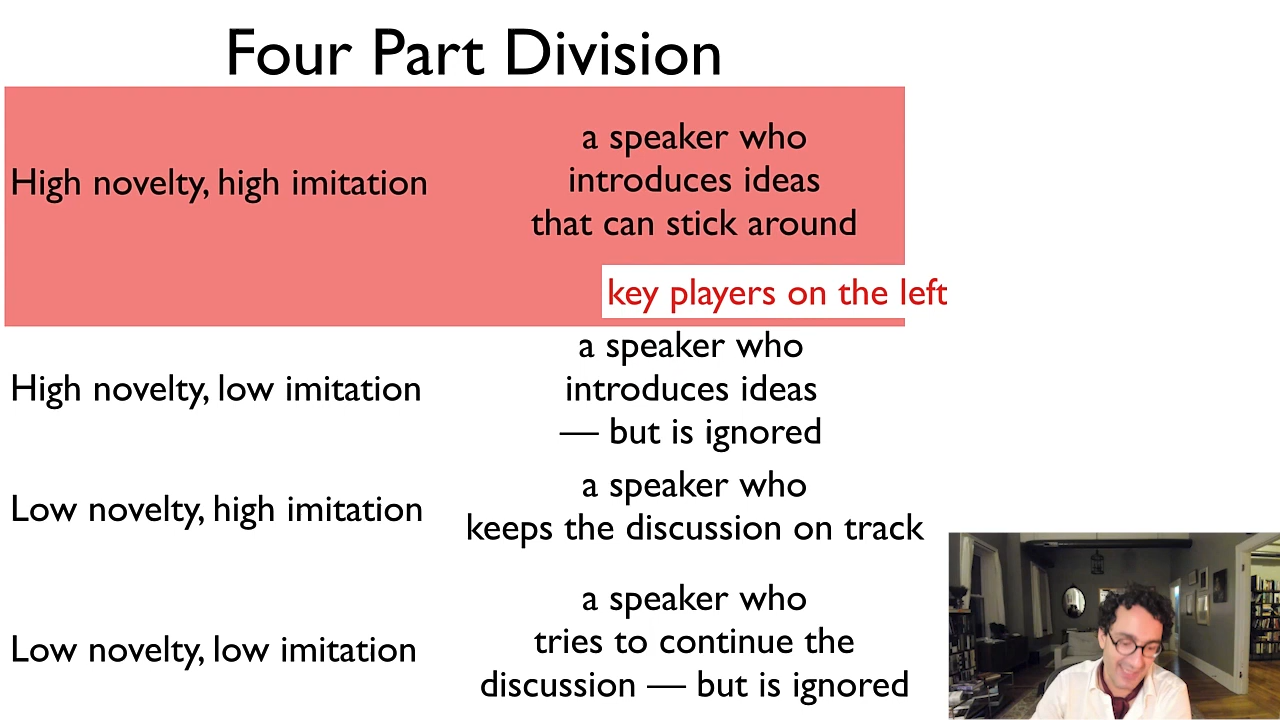 Four Part Division
High novelty, high imitation
a speaker who
introduces ideas
that can stick around
key players on the left
High novelty, low imitation
a speaker who
introduces ideas
— but is ignored
Low novelty, high imitation
a speaker who
keeps the discussion on track
Low novelty, low imitation
a speaker who
tries to continue the
discussion — but is ignored